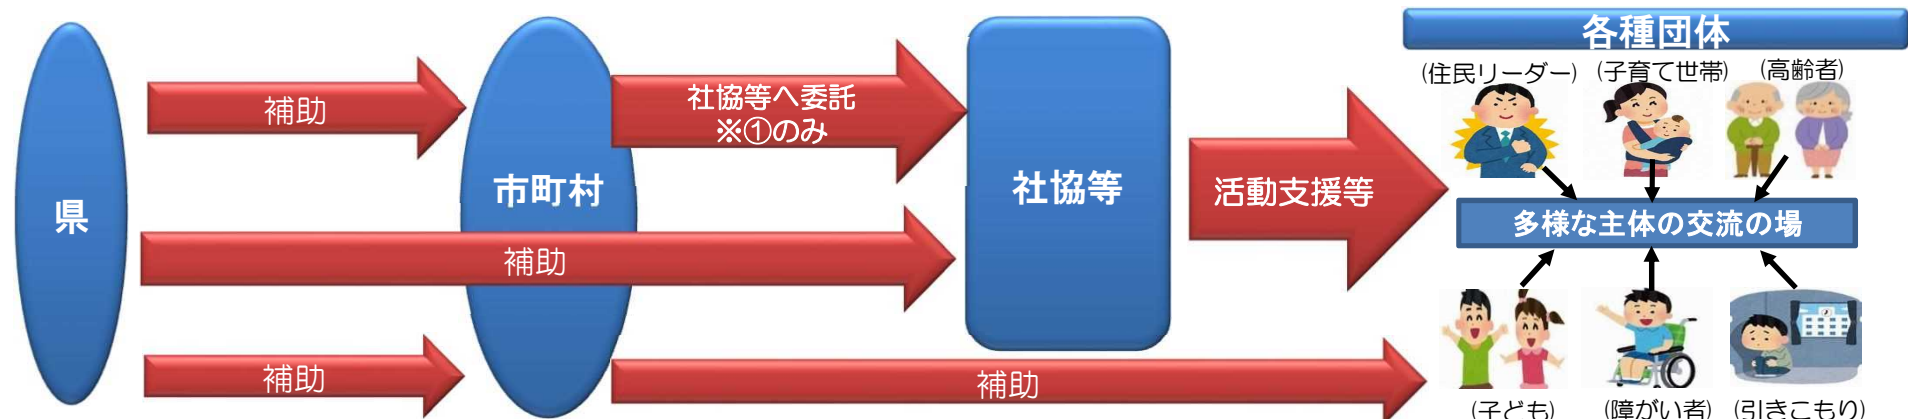 各種団体
(住民リーダー) (子育て世帯) (高齢者)
補助
社協等へ委託
※①のみ
県
市町村
社協等
活動支援等
多様な主体の交流の場
補助
補助
補助
(子ども) (障がい者) (引きこもり)